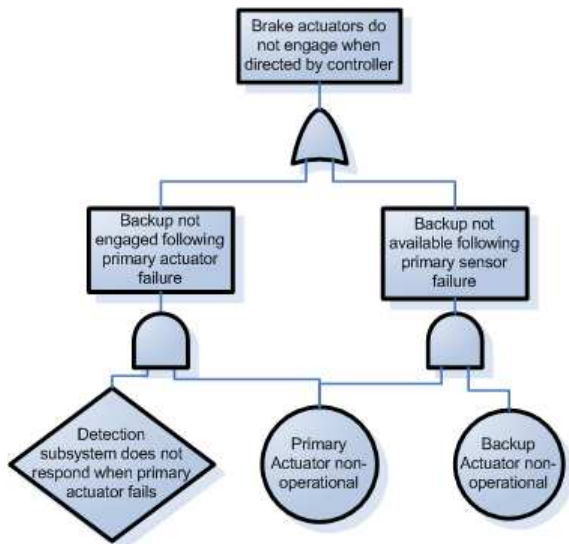 Brake actuators do
not engage when
directed by controller
Backup not
engaged following
primary actuator
failure
Backup not
available following
primary sensor
failure
Detection
subsystem does not
respond when primary
actuator fails
Primary
Actuator non-
operational
Backup
Actuator non-
operational